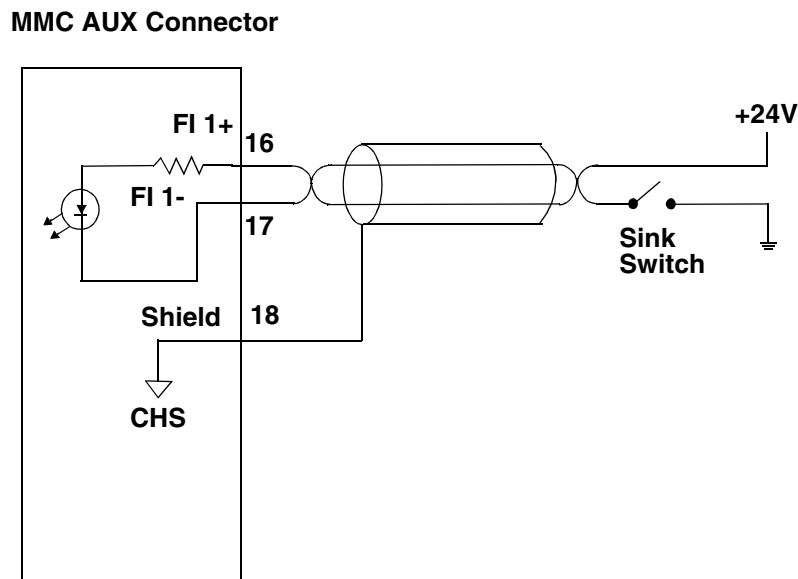 MMC AUX Connector
+24V
FI 1+
16
FI 1-
17
Sink
Switch
Shield
18
CHS